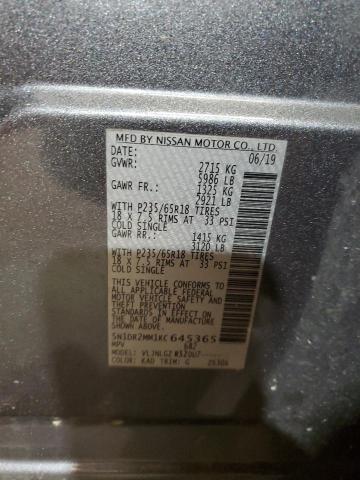 MFD BY NISSAN MOTOR CO., LTD.
DATE: 06/19
GVWR: 2715 KG
5986 LB
GAWR FR: 1325 KG
2921 LB
WITH P235/65R18 TIRES
18 X 7.5 RIMS AT 33 PSI
COLD SINGLE
GAWR RR: 1415 KG
3120 LB
WITH P235/65R18 TIRES
18 X 7.5 RIMS AT 33 PSI
COLD SINGLE
THIS VEHICLE CONFORMS
TO ALL APPLICABLE FEDERAL
MOTOR VEHICLE SAFETY
STANDARDS IN EFFECT ON THE
DATE OF MANUFACTURE SHOWN
ABOVE.
5N1DR2MM1KC645365
MPV 682
MODEL:
COLOR: KAD TRIM: G